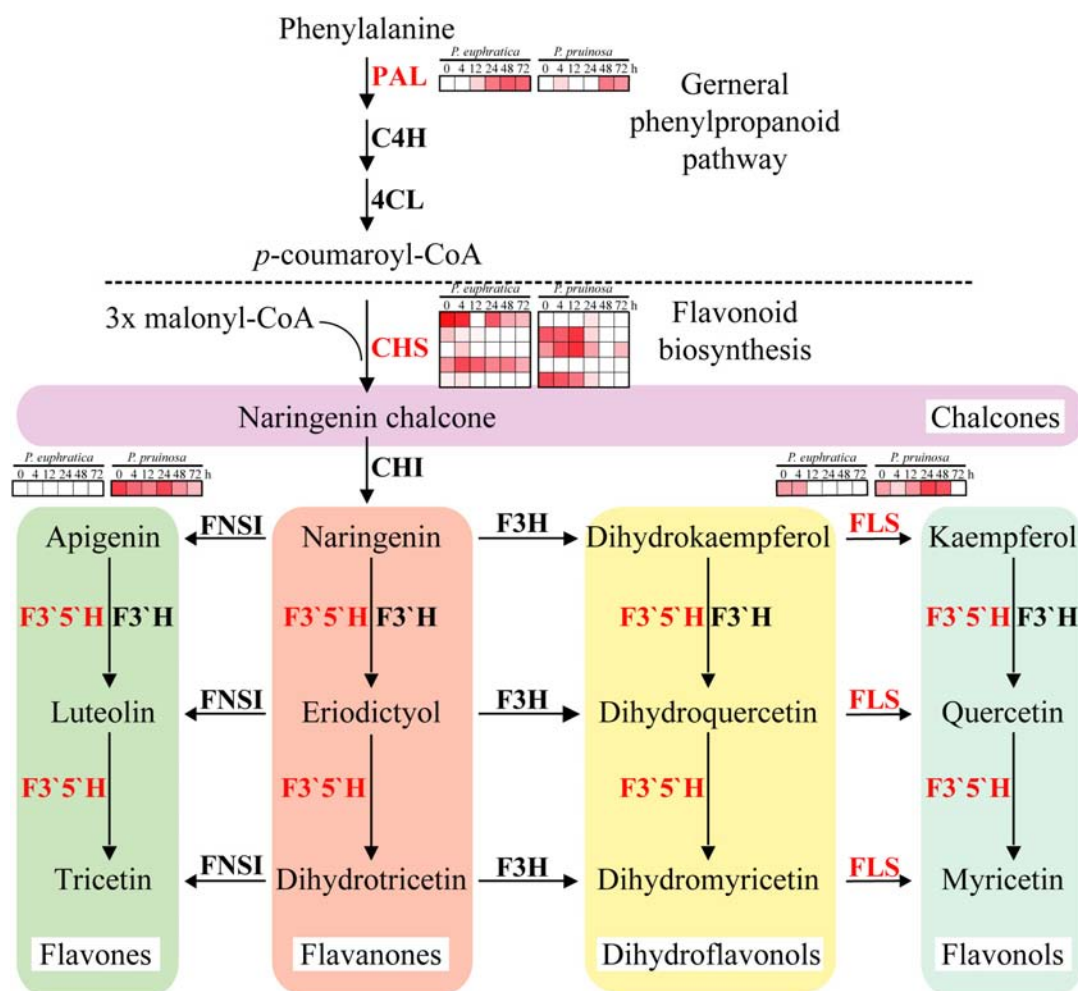 Phenylalanine
PAL
P. euphratica P. pruinosa
0 4 12 24 48 72 0 4 12 24 48 72 h
Gerneral
phenylpropanoid
pathway
C4H
4CL
p-coumaroyl-CoA
P. euphratica P. pruinosa
0 4 12 24 48 72 0 4 12 24 48 72 h
3x malonyl-CoA
CHS
Flavonoid
biosynthesis
Naringenin chalcone
Chalcones
CHI
P. euphratica P. pruinosa
0 4 12 24 48 72 0 4 12 24 48 72 h
P. euphratica P. pruinosa
0 4 12 24 48 72 0 4 12 24 48 72 h
Apigenin FNSI Naringenin F3H Dihydrokaempferol FLS Kaempferol
F3`5`H F3`H F3`5`H F3`H F3`5`H F3`H F3`5`H F3`H
Luteolin FNSI Eriodictyol F3H Dihydroquercetin FLS Quercetin
F3`5`H F3`5`H F3`5`H F3`5`H
Tricetin FNSI Dihydrotricetin F3H Dihydromyricetin FLS Myricetin
Flavones Flavanones Dihydroflavonols Flavonols